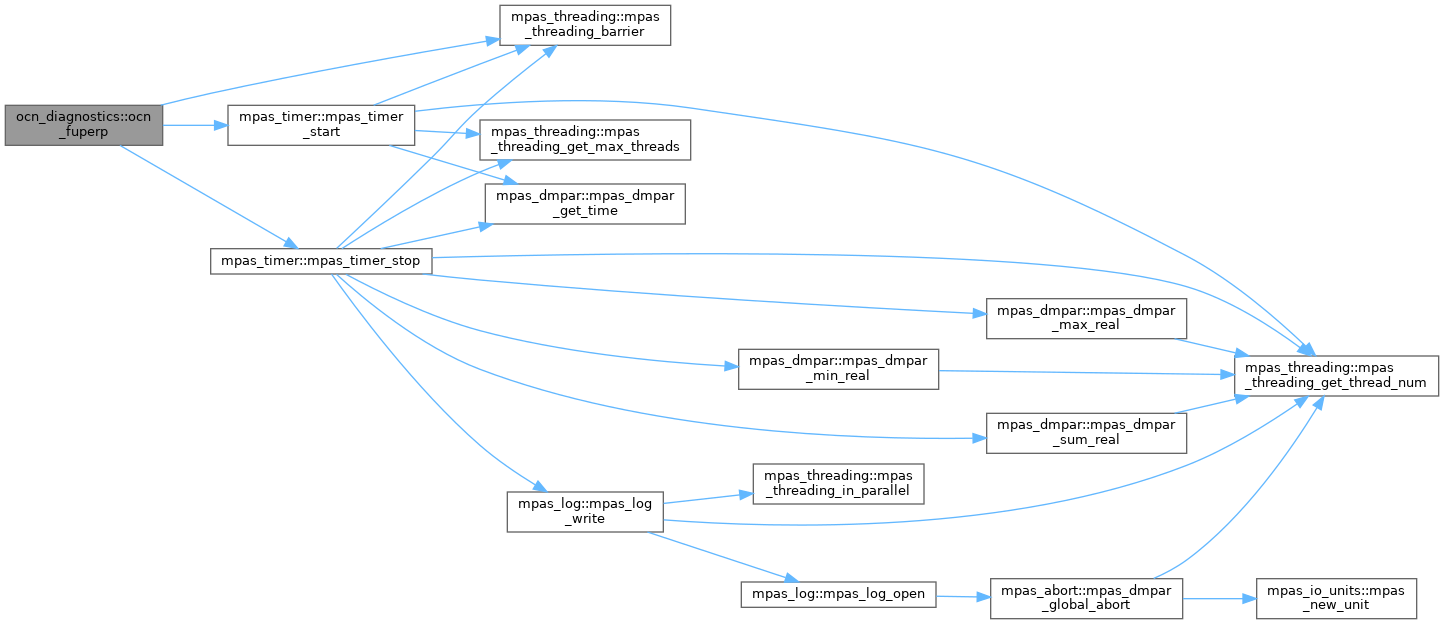 mpas_threading::mpas
_threading_barrier
ocn_diagnostics::ocn
_fuperp
mpas_timer::mpas_timer
_start
mpas_threading::mpas
_threading_get_max_threads
mpas_dmpar::mpas_dmpar
_get_time
mpas_timer::mpas_timer_stop
mpas_dmpar::mpas_dmpar
_max_real
mpas_dmpar::mpas_dmpar
_min_real
mpas_threading::mpas
_threading_get_thread_num
mpas_dmpar::mpas_dmpar
_sum_real
mpas_threading::mpas
_threading_in_parallel
mpas_log::mpas_log
_write
mpas_log::mpas_log_open
mpas_abort::mpas_dmpar
_global_abort
mpas_io_units::mpas
_new_unit